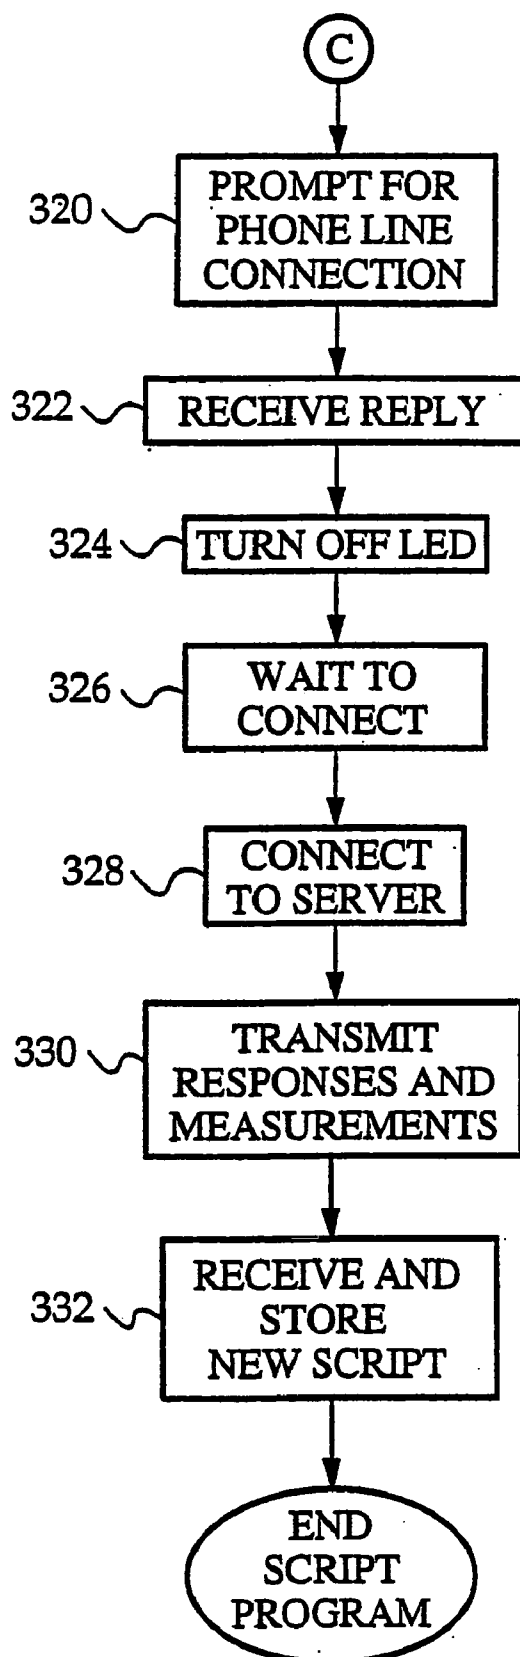 C
320
PROMPT FOR
PHONE LINE
CONNECTION
322
RECEIVE REPLY
324
TURN OFF LED
326
WAIT TO
CONNECT
328
CONNECT
TO SERVER
330
TRANSMIT
RESPONSES AND
MEASUREMENTS
332
RECEIVE AND
STORE
NEW SCRIPT
END
SCRIPT
PROGRAM